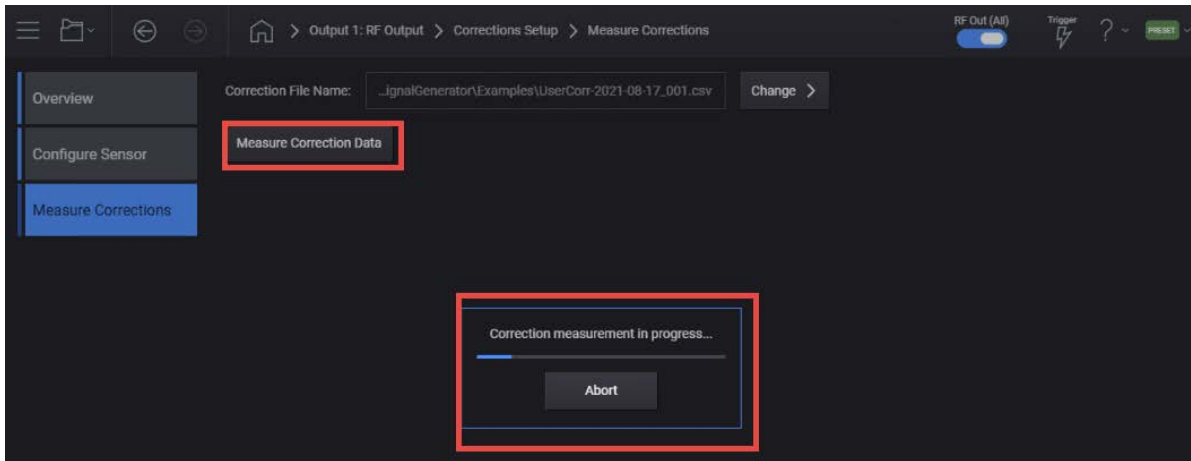 Output 1: RF Output > Corrections Setup > Measure Corrections
RF Out (All)
Trigger
?
PRESET
Overview
Configure Sensor
Measure Corrections
Correction File Name:
...ignalGenerator\Examples\UserCorr-2021-08-17_001.csv
Change >
Measure Correction Data
Correction measurement in progress...
Abort